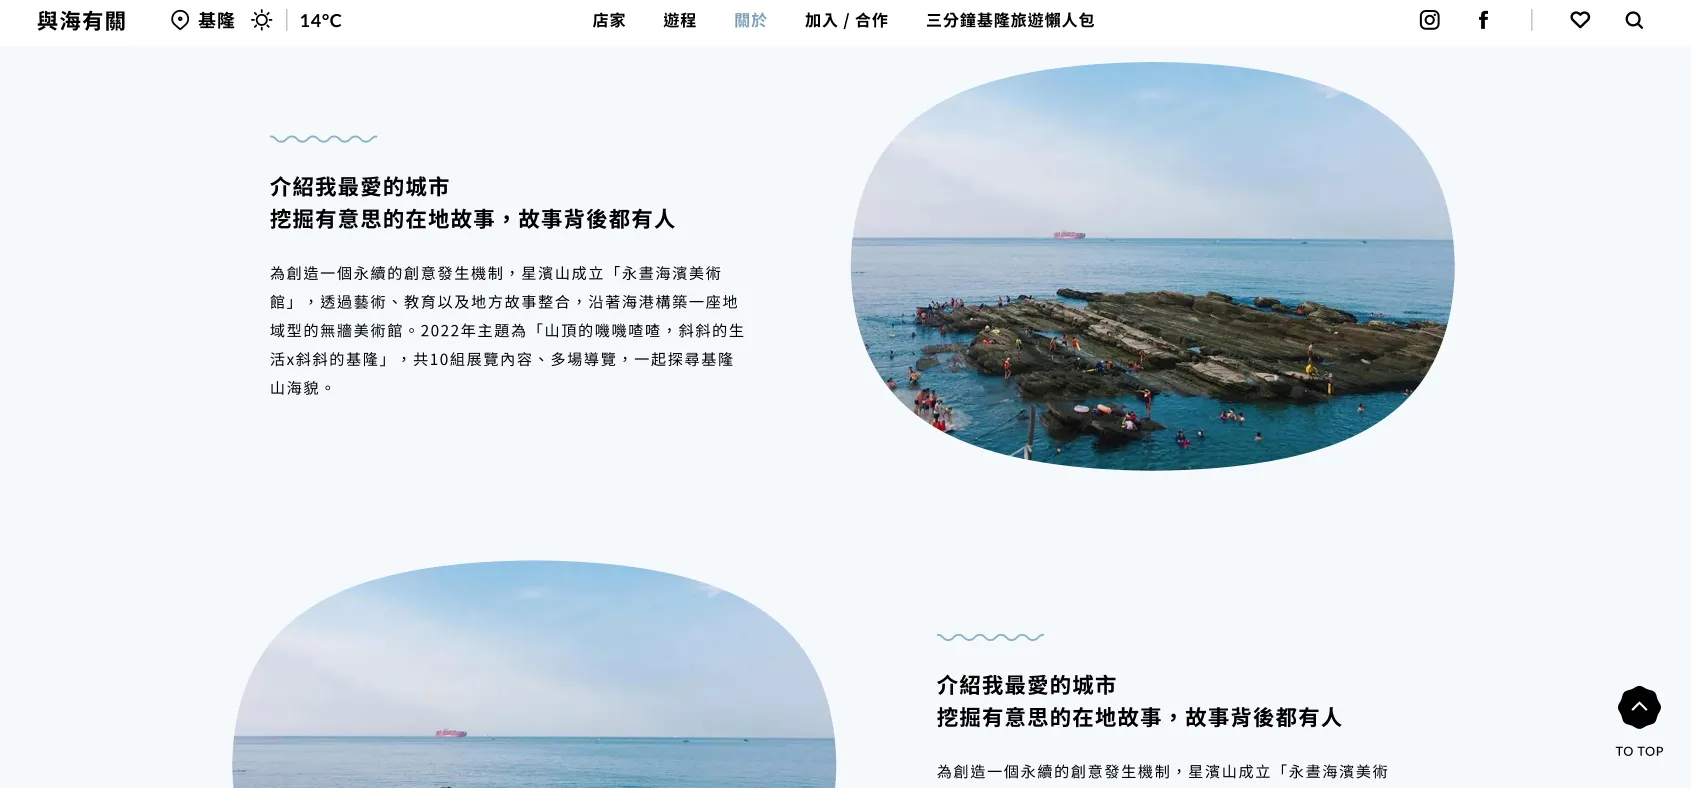 與海有關 基隆 14°C 店家 遊程 關於 加入 / 合作 三分鐘基隆旅遊懶人包
介紹我最愛的城市
挖掘有意思的在地故事，故事背後都有人
為創造一個永續的創意發生機制，星濱山成立「永晝海濱美術
館」，透過藝術、教育以及地方故事整合，沿著海港構築一座地
域型的無牆美術館。2022年主題為「山頂的嘰嘰喳喳，斜斜的生
活x斜斜的基隆」，共10組展覽內容、多場導覽，一起探尋基隆
山海貌。
介紹我最愛的城市
挖掘有意思的在地故事，故事背後都有人
為創造一個永續的創意發生機制，星濱山成立「永晝海濱美術
TO TOP